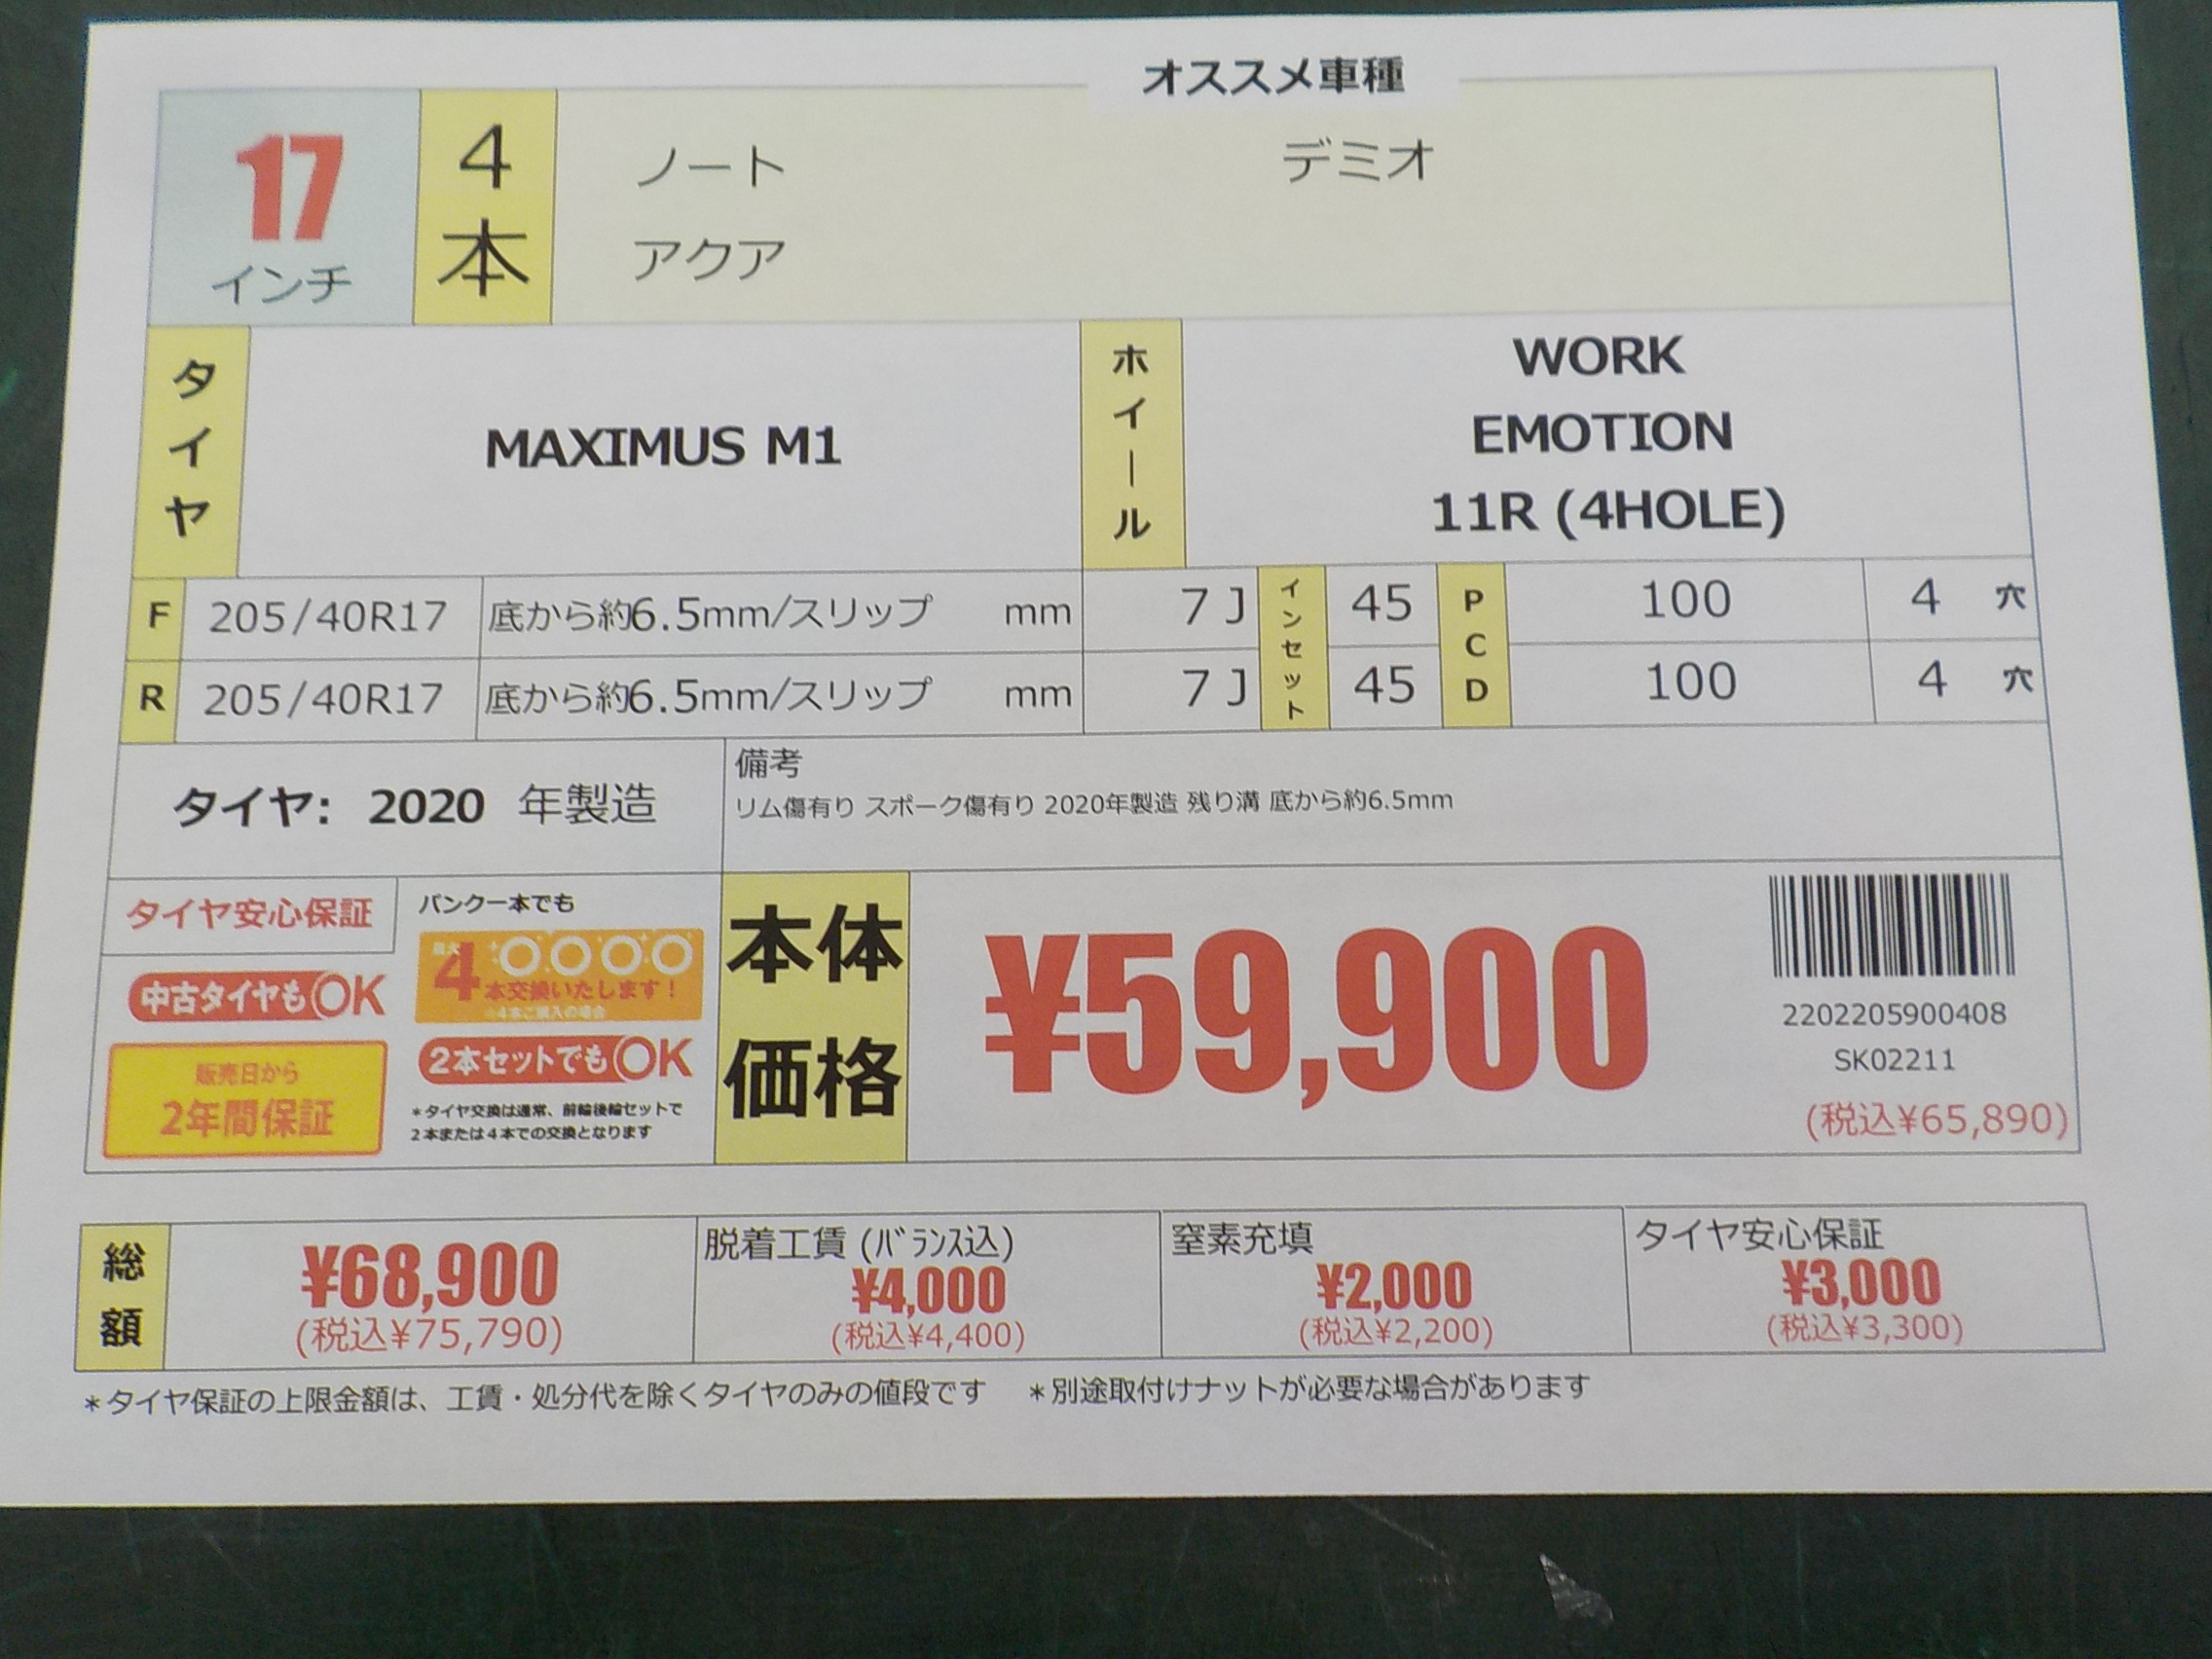 オススメ車種
17
インチ
4
本
ノート デミオ
アクア
タイヤ
MAXIMUS M1
ホイール
WORK
EMOTION
11R (4HOLE)
F 205/40R17 底から約6.5mm/スリップ mm 7 J インセット 45 PCD 100 4 穴
R 205/40R17 底から約6.5mm/スリップ mm 7 J 45 100 4 穴
タイヤ: 2020 年製造
備考
リム傷有り スポーク傷有り 2020年製造 残り溝 底から約6.5mm
タイヤ安心保証
中古タイヤもOK
販売日から
2年間保証
パンク一本でも
最大
4
本交換いたします！
※4本ご購入の場合
2本セットでもOK
＊タイヤ交換は通常、前輪後輪セットで
2本または4本での交換となります
本体
価格
¥59,900
2202205900408
SK02211
(税込¥65,890)
総額
¥68,900
(税込¥75,790)
脱着工賃 (ﾊﾞﾗﾝｽ込)
¥4,000
(税込¥4,400)
窒素充填
¥2,000
(税込¥2,200)
タイヤ安心保証
¥3,000
(税込¥3,300)
＊タイヤ保証の上限金額は、工賃・処分代を除くタイヤのみの値段です ＊別途取付けナットが必要な場合があります